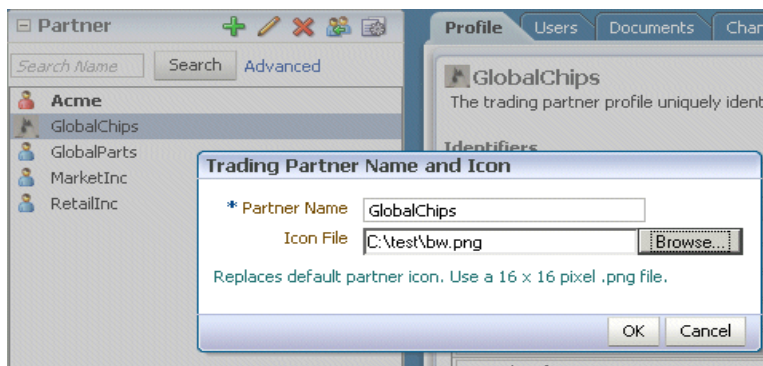 Partner
Search Name Search Advanced
Acme
GlobalChips
GlobalParts
MarketInc
RetailInc
Profile Users Documents Chan
GlobalChips
The trading partner profile uniquely ident
Identifiers
Trading Partner Name and Icon
* Partner Name GlobalChips
Icon File C:\test\bw.png Browse...
Replaces default partner icon. Use a 16 x 16 pixel .png file.
OK Cancel